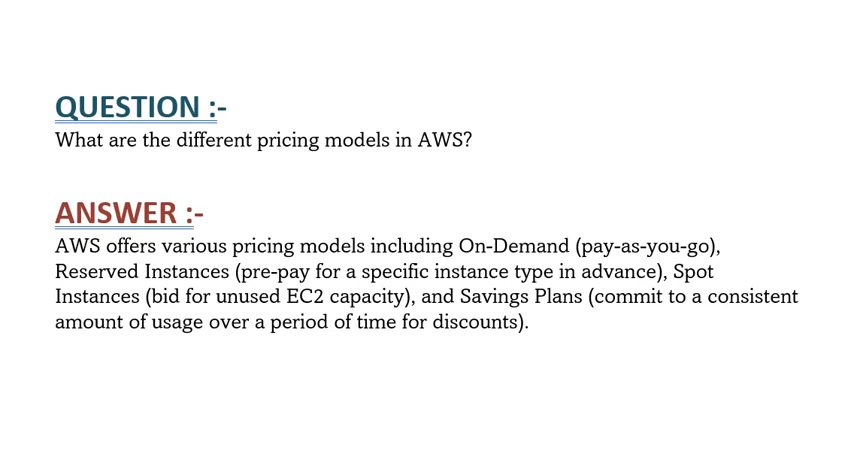 QUESTION :-
What are the different pricing models in AWS?
ANSWER :-
AWS offers various pricing models including On-Demand (pay-as-you-go),
Reserved Instances (pre-pay for a specific instance type in advance), Spot
Instances (bid for unused EC2 capacity), and Savings Plans (commit to a consistent
amount of usage over a period of time for discounts).